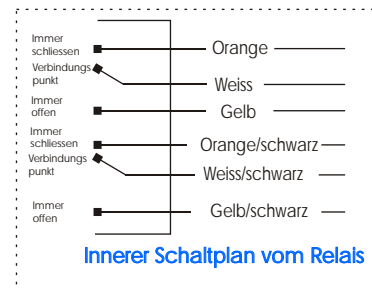 Immer
schliessen
Orange
Verbindungs
punkt
Weiss
Immer
offen
Gelb
Immer
schliessen
Orange/schwarz
Verbindungs
punkt
Weiss/schwarz
Immer
offen
Gelb/schwarz
Innerer Schaltplan vom Relais